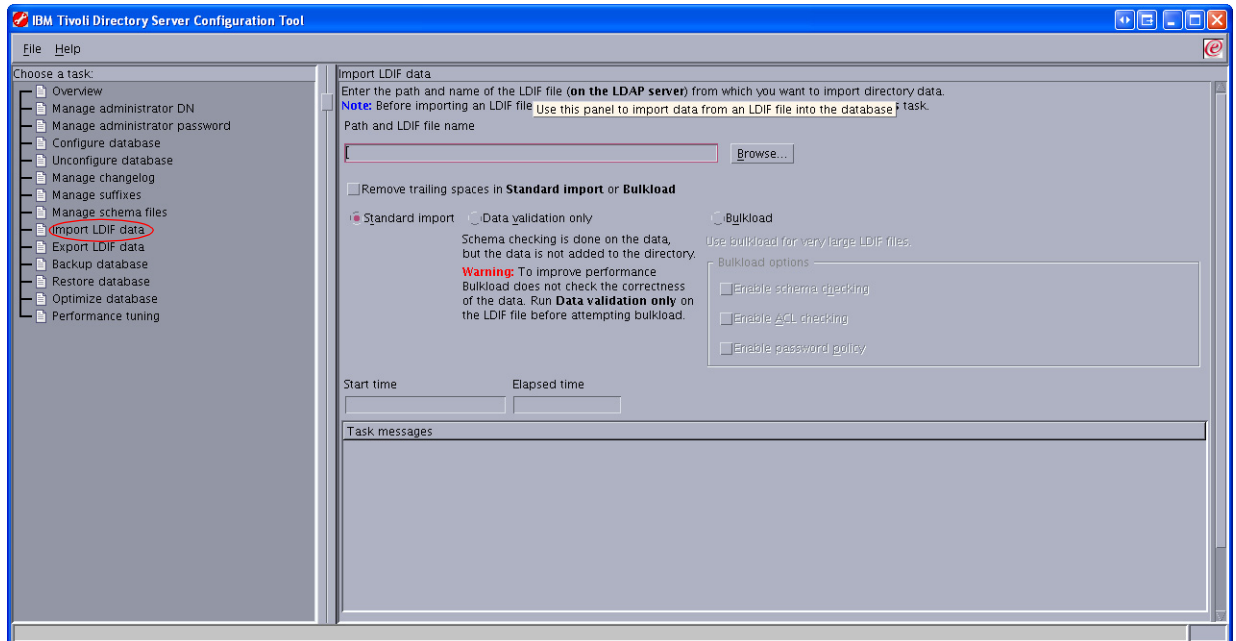 IBM Tivoli Directory Server Configuration Tool
File Help
Choose a task:
Overview
Manage administrator DN
Manage administrator password
Configure database
Unconfigure database
Manage changelog
Manage suffixes
Manage schema files
Import LDIF data
Export LDIF data
Backup database
Restore database
Optimize database
Performance tuning
Import LDIF data
Enter the path and name of the LDIF file (on the LDAP server) from which you want to import directory data.
Note: Before importing an LDIF file
Use this panel to import data from an LDIF file into the database
s task.
Path and LDIF file name
Browse...
Remove trailing spaces in Standard import or Bulkload
Standard import
Data validation only
Bulkload
Schema checking is done on the data,
but the data is not added to the directory.
Warning: To improve performance
Bulkload does not check the correctness
of the data. Run Data validation only on
the LDIF file before attempting bulkload.
Use bulkload for very large LDIF files.
Bulkload options
Enable schema checking
Enable ACL checking
Enable password policy
Start time
Elapsed time
Task messages